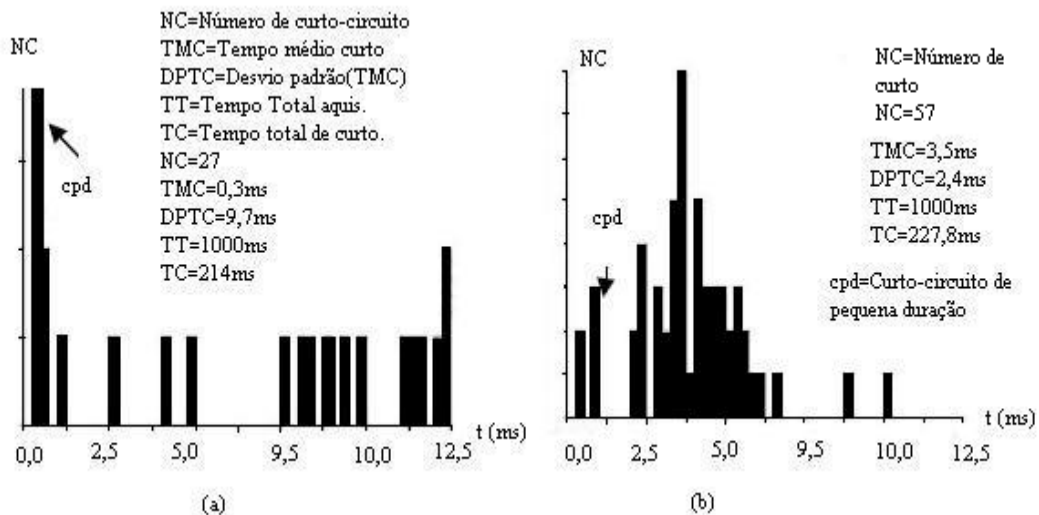 NC=Número de curto-circuito
NC
TMC=Tempo médio curto
DPTC=Desvio padrão(TMC)
TT=Tempo Total aquis.
TC=Tempo total de curto.
NC=27
TMC=0,3ms
DPTC=9,7ms
TT=1000ms
TC=214ms
cpd
t (ms)
0,0 2,5 5,0 9,5 10,0 12,5
(a)
NC
NC=Número de
curto
NC=57
TMC=3,5ms
DPTC=2,4ms
TT=1000ms
TC=227,8ms
cpd
cpd=Curto-circuito de
pequena duração
t (ms)
0,0 2,5 5,0 9,5 10,0 12,5
(b)